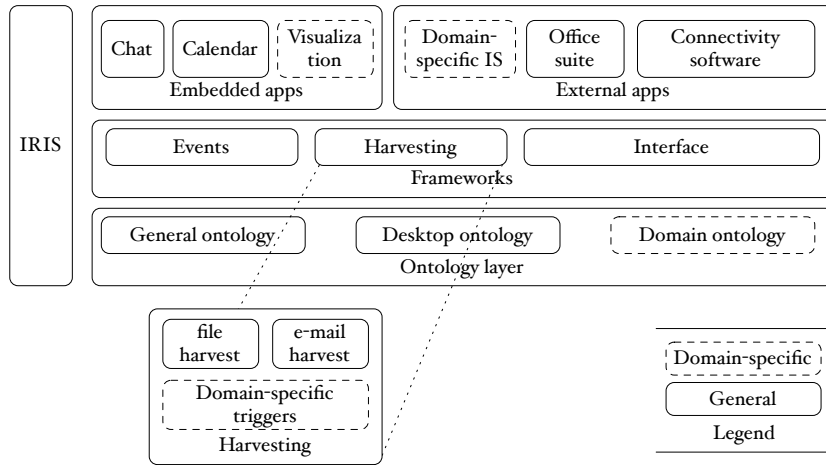 IRIS
Chat
Calendar
Visualiza
tion
Embedded apps
Domain-
specific IS
Office
suite
Connectivity
software
External apps
Events
Harvesting
Interface
Frameworks
General ontology
Desktop ontology
Domain ontology
Ontology layer
file
harvest
e-mail
harvest
Domain-specific
triggers
Harvesting
Domain-specific
General
Legend